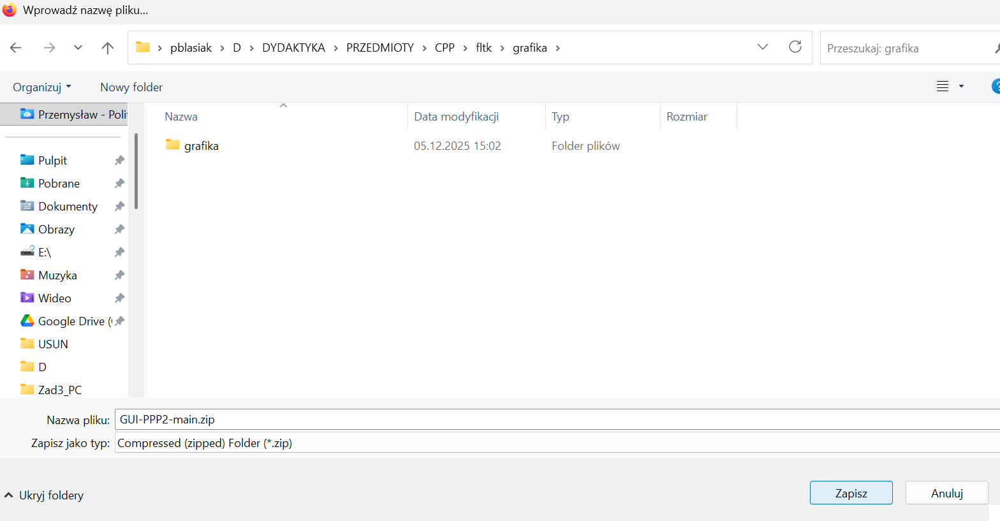 Wprowadź nazwę pliku...
pblasiak > D > DYDAKTYKA > PRZEDMIOTY > CPP > fltk > grafika >
Przeszukaj: grafika
Organizuj
Nowy folder
Przemysław - Poli
Nazwa
Data modyfikacji
Typ
Rozmiar
grafika
05.12.2025 15:02
Folder plików
Pulpit
Pobrane
Dokumenty
Obrazy
E:\
Muzyka
Wideo
Google Drive (
USUN
D
Zad3_PC
Nazwa pliku: GUI-PPP2-main.zip
Zapisz jako typ: Compressed (zipped) Folder (*.zip)
Ukryj foldery
Zapisz
Anuluj